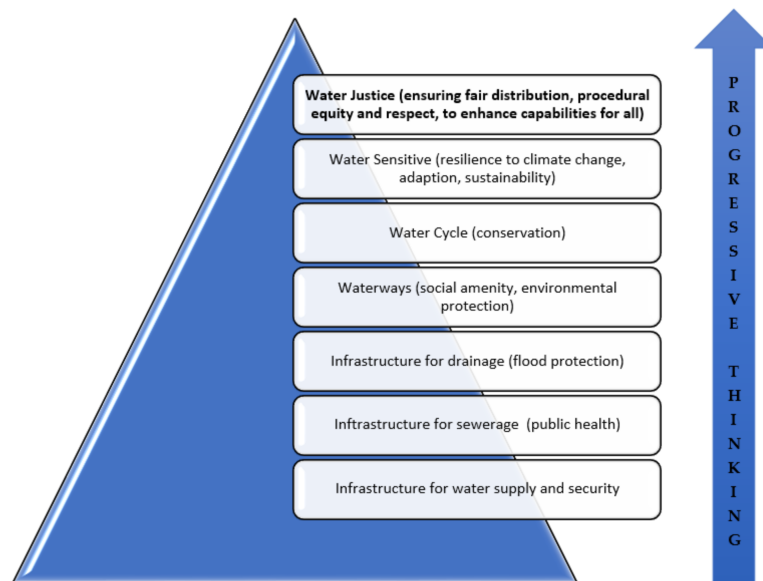 Water Justice (ensuring fair distribution, procedural
equity and respect, to enhance capabilities for all)
Water Sensitive (resilience to climate change,
adaption, sustainability)
Water Cycle (conservation)
Waterways (social amenity, environmental
protection)
Infrastructure for drainage (flood protection)
Inftrastructure for sewerage (public health)
Infrastructure for water supply and security
PROGRESSIVE THINKING